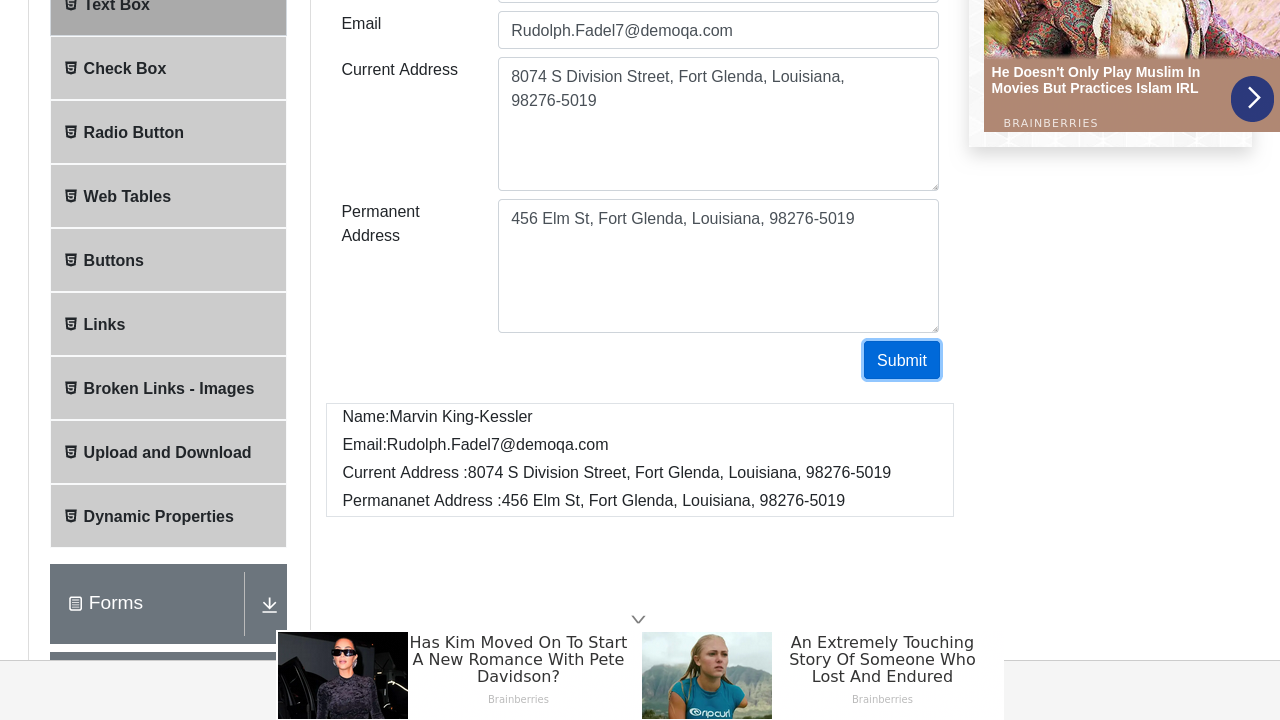 Text Box
Check Box
Radio Button
Web Tables
Buttons
Links
Broken Links - Images
Upload and Download
Dynamic Properties
Forms
Email
Rudolph.Fadel7@demoqa.com
Current Address
8074 S Division Street, Fort Glenda, Louisiana,
98276-5019
Permanent
Address
456 Elm St, Fort Glenda, Louisiana, 98276-5019
Submit
Name:Marvin King-Kessler
Email:Rudolph.Fadel7@demoqa.com
Current Address :8074 S Division Street, Fort Glenda, Louisiana, 98276-5019
Permananet Address :456 Elm St, Fort Glenda, Louisiana, 98276-5019
He Doesn't Only Play Muslim In
Movies But Practices Islam IRL
BRAINBERRIES
Has Kim Moved On To Start
A New Romance With Pete
Davidson?
Brainberries
rip curl
An Extremely Touching
Story Of Someone Who
Lost And Endured
Brainberries